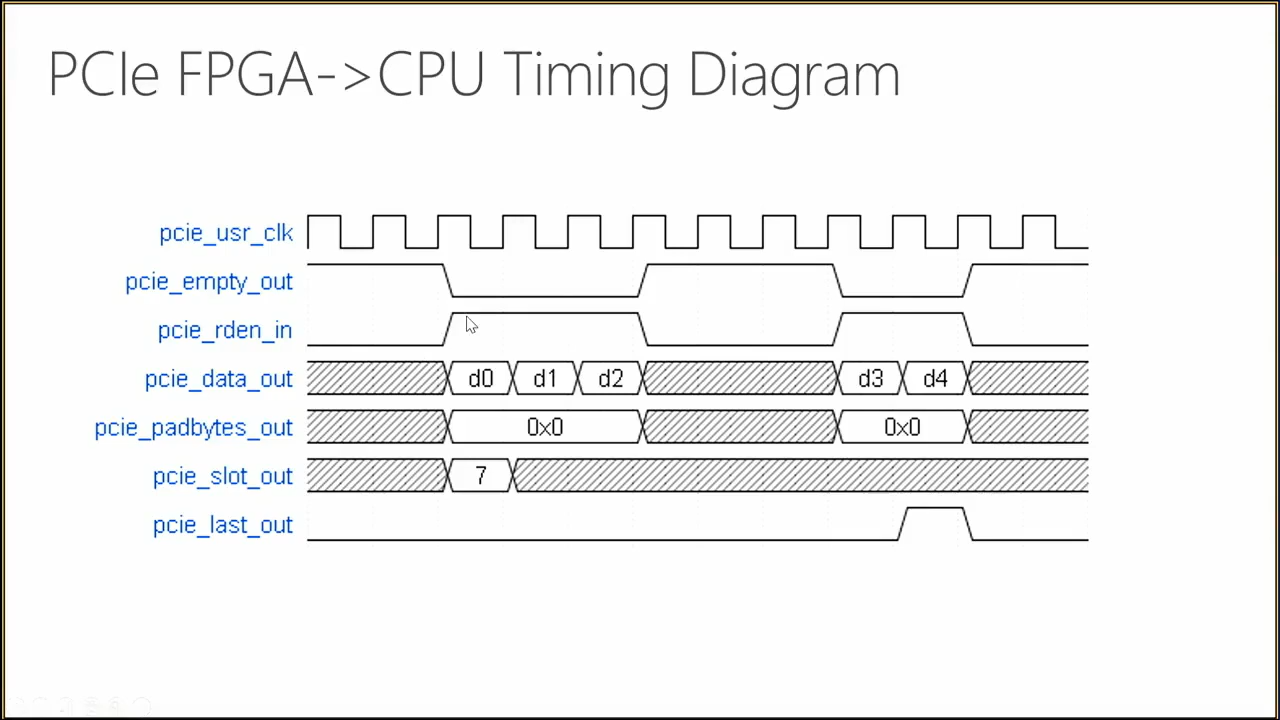 PCIe FPGA->CPU Timing Diagram
pcie_usr_clk
pcie_empty_out
pcie_rden_in
pcie_data_out d0 d1 d2 d3 d4
pcie_padbytes_out 0x0 0x0
pcie_slot_out 7
pcie_last_out